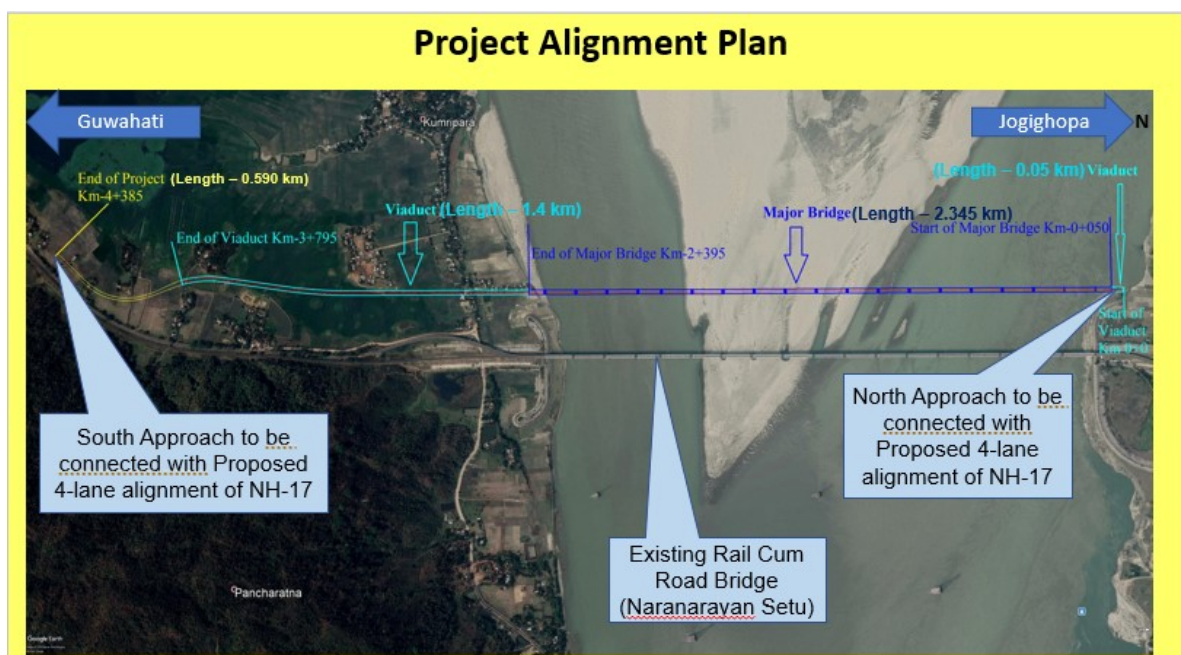 Project Alignment Plan
Guwahati
Jogighopa
N
Kumripara
End of Project (Length – 0.590 km)
Km-4+385
(Length – 0.05 km) Viaduct
Viaduct (Length – 1.4 km)
Major Bridge (Length – 2.345 km)
Start of Major Bridge Km-0+050
End of Viaduct Km-3+795
End of Major Bridge Km-2+395
Start of
Viaduct
Km 0+0
South Approach to be
connected with Proposed
4-lane alignment of NH-17
North Approach to be
connected with
Proposed 4-lane
alignment of NH-17
Existing Rail Cum
Road Bridge
(Naranarayan Setu)
Pancharatna
Google Earth